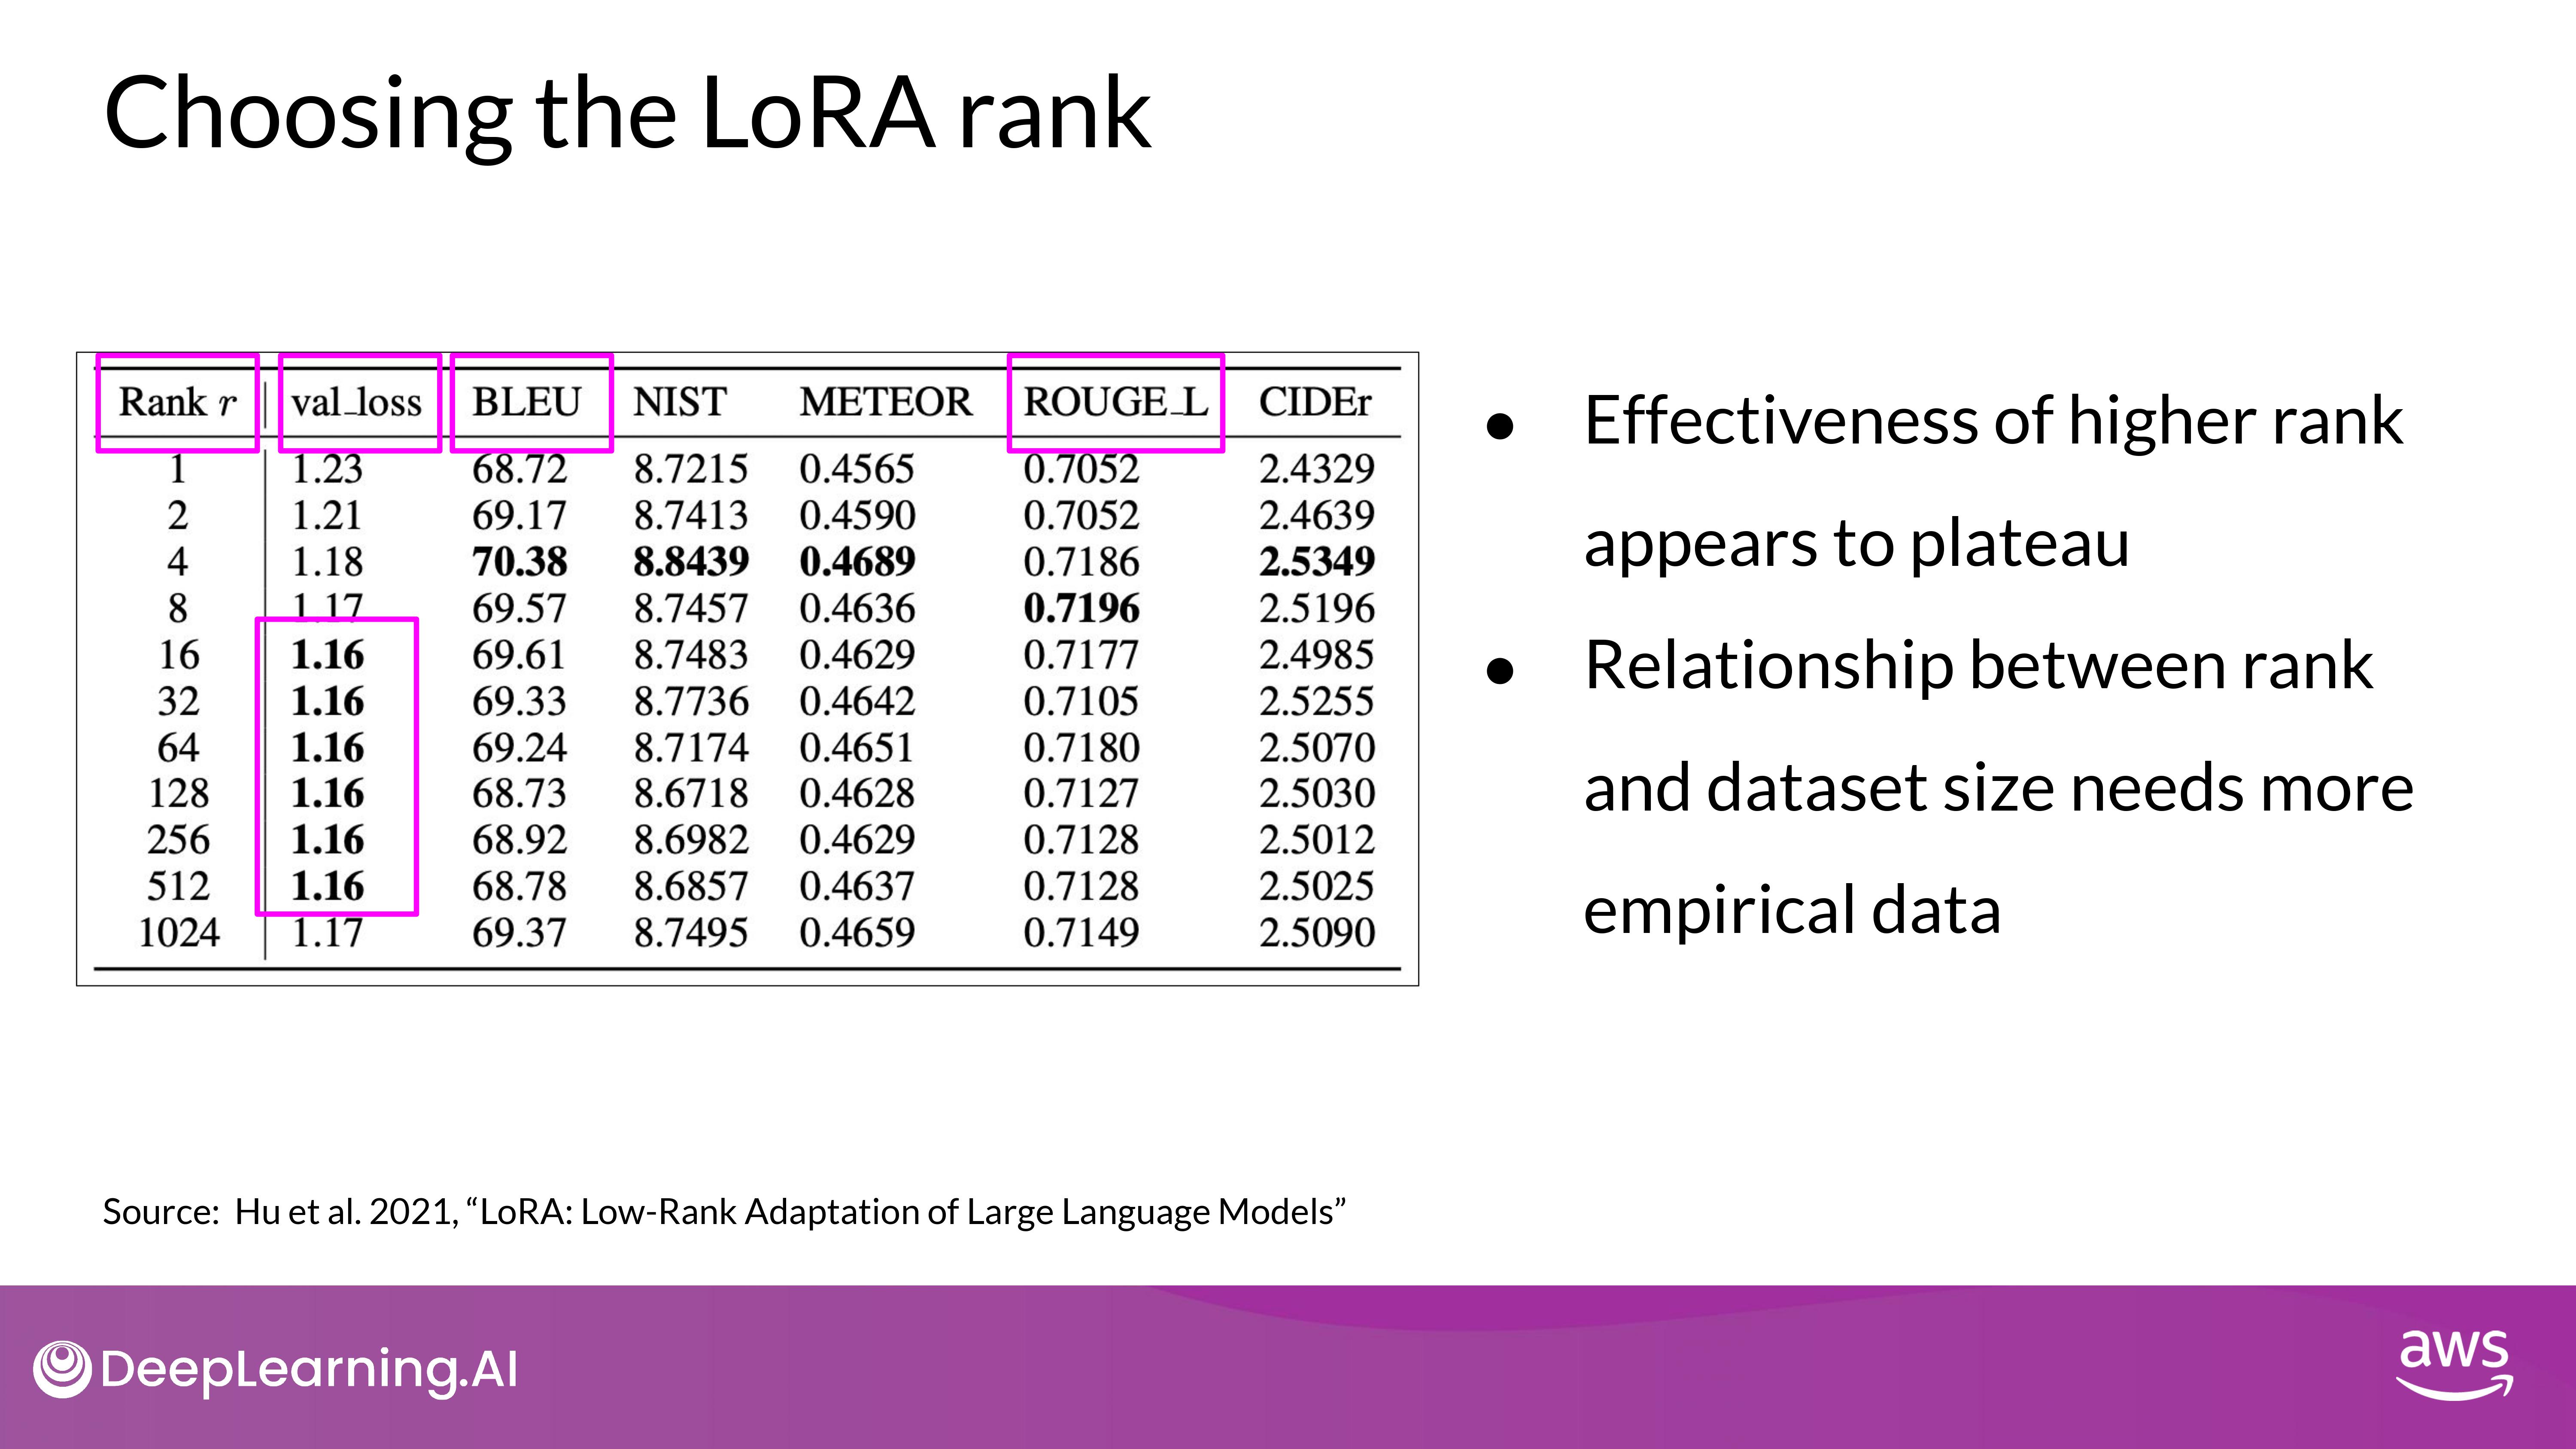 Choosing the LoRA rank
Rank r val_loss BLEU NIST METEOR ROUGE_L CIDEr
1 1.23 68.72 8.7215 0.4565 0.7052 2.4329
2 1.21 69.17 8.7413 0.4590 0.7052 2.4639
4 1.18 70.38 8.8439 0.4689 0.7186 2.5349
8 1.17 69.57 8.7457 0.4636 0.7196 2.5196
16 1.16 69.61 8.7483 0.4629 0.7177 2.4985
32 1.16 69.33 8.7736 0.4642 0.7105 2.5255
64 1.16 69.24 8.7174 0.4651 0.7180 2.5070
128 1.16 68.73 8.6718 0.4628 0.7127 2.5030
256 1.16 68.92 8.6982 0.4629 0.7128 2.5012
512 1.16 68.78 8.6857 0.4637 0.7128 2.5025
1024 1.17 69.37 8.7495 0.4659 0.7149 2.5090
● Effectiveness of higher rank
appears to plateau
● Relationship between rank
and dataset size needs more
empirical data
Source: Hu et al. 2021, “LoRA: Low-Rank Adaptation of Large Language Models”
DeepLearning.AI
aws